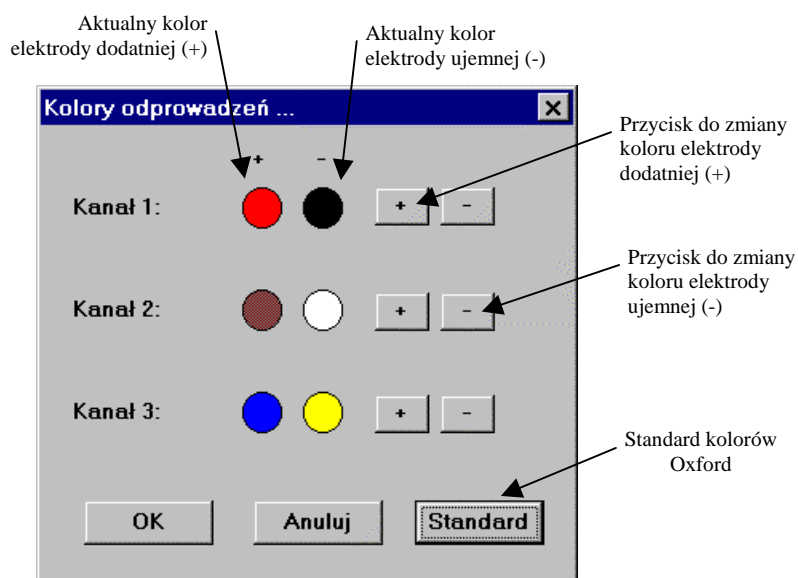 Aktualny kolor
elektrody dodatniej (+)
Aktualny kolor
elektrody ujemnej (-)
Kolory odprowadzeń ...
+ -
Kanał 1:
+ -
Przycisk do zmiany
koloru elektrody
dodatniej (+)
Kanał 2:
+ -
Przycisk do zmiany
koloru elektrody
ujemnej (-)
Kanał 3:
+ -
Standard kolorów
Oxford
OK Anuluj Standard